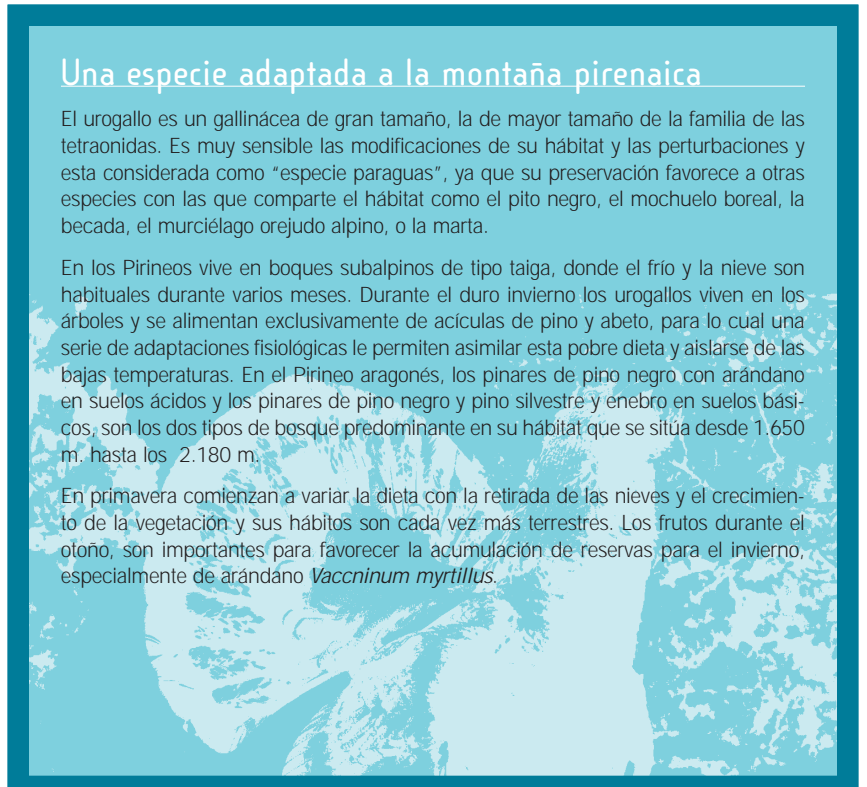 Una especie adaptada a la montaña pirenaica
El urogallo es un gallinácea de gran tamaño, la de mayor tamaño de la familia de las
tetraonidas. Es muy sensible las modificaciones de su hábitat y las perturbaciones y
esta considerada como “especie paraguas”, ya que su preservación favorece a otras
especies con las que comparte el hábitat como el pito negro, el mochuelo boreal, la
becada, el murciélago orejudo alpino, o la marta.
En los Pirineos vive en boques subalpinos de tipo taiga, donde el frío y la nieve son
habituales durante varios meses. Durante el duro invierno los urogallos viven en los
árboles y se alimentan exclusivamente de acículas de pino y abeto, para lo cual una
serie de adaptaciones fisiológicas le permiten asimilar esta pobre dieta y aislarse de las
bajas temperaturas. En el Pirineo aragonés, los pinares de pino negro con arándano
en suelos ácidos y los pinares de pino negro y pino silvestre y enebro en suelos bási-
cos, son los dos tipos de bosque predominante en su hábitat que se sitúa desde 1.650
m. hasta los 2.180 m.
En primavera comienzan a variar la dieta con la retirada de las nieves y el crecimien-
to de la vegetación y sus hábitos son cada vez más terrestres. Los frutos durante el
otoño, son importantes para favorecer la acumulación de reservas para el invierno,
especialmente de arándano Vaccninum myrtillus.